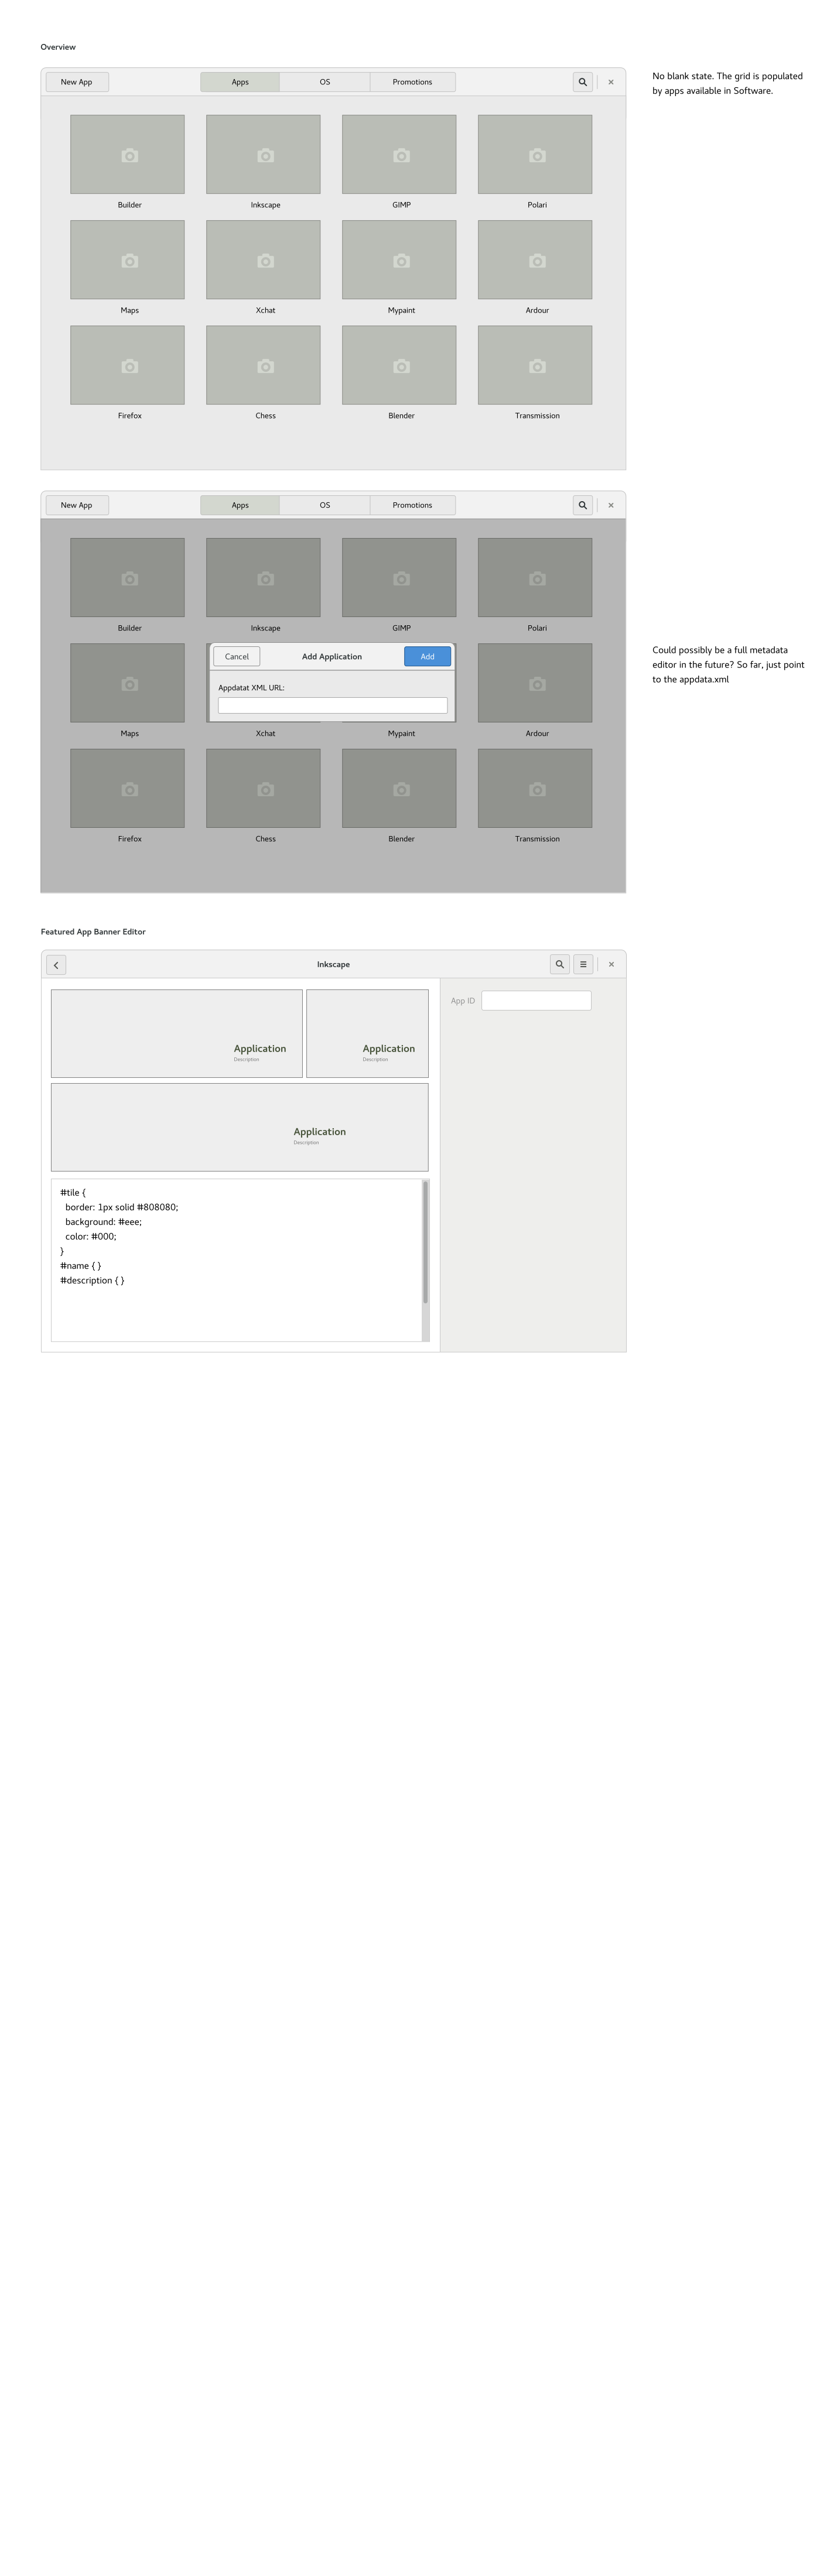 Overview
New App Apps OS Promotions
No blank state. The grid is populated
by apps available in Software.
Builder Inkscape GIMP Polari
Maps Xchat Mypaint Ardour
Firefox Chess Blender Transmission
New App Apps OS Promotions
Builder Inkscape GIMP Polari
Cancel Add Application Add
Appdatat XML URL:
Could possibly be a full metadata
editor in the future? So far, just point
to the appdata.xml
Maps Xchat Mypaint Ardour
Firefox Chess Blender Transmission
Featured App Banner Editor
Inkscape
App ID
Application
Description
Application
Description
Application
Description
#tile {
border: 1px solid #808080;
background: #eee;
color: #000;
}
#name { }
#description { }